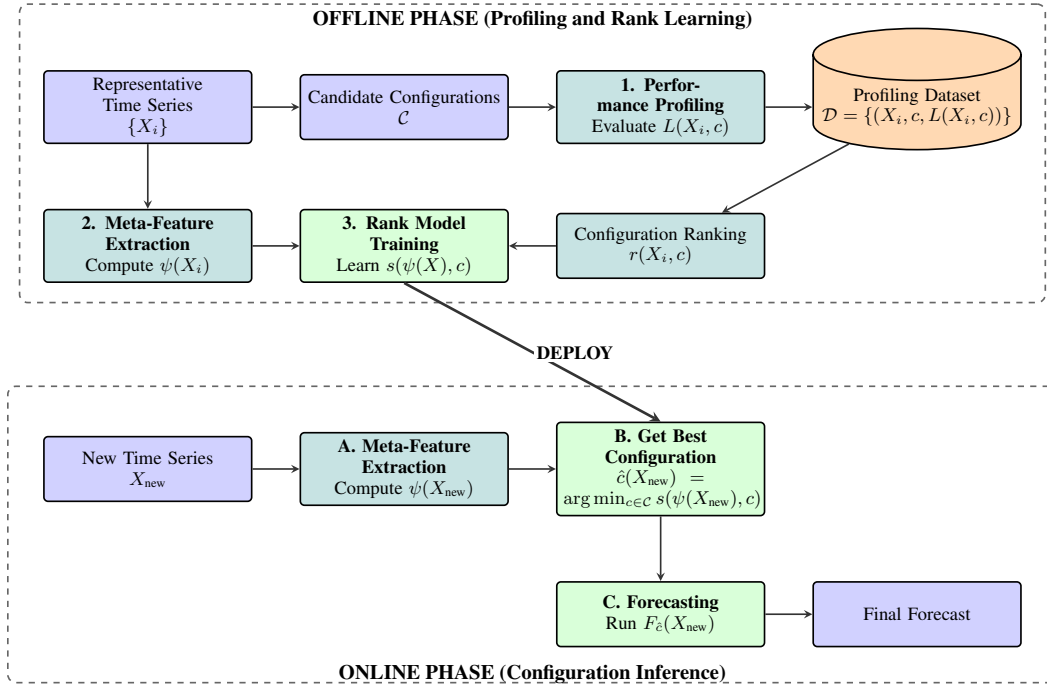 OFFLINE PHASE (Profiling and Rank Learning)
Representative
Time Series
{X_i}
Candidate Configurations
C
1. Perfor-
mance Profiling
Evaluate L(X_i, c)
Profiling Dataset
D = {(X_i, c, L(X_i, c))}
2. Meta-Feature
Extraction
Compute ψ(X_i)
3. Rank Model
Training
Learn s(ψ(X), c)
Configuration Ranking
r(X_i, c)
DEPLOY
New Time Series
X_new
A. Meta-Feature
Extraction
Compute ψ(X_new)
B. Get Best
Configuration
ĉ(X_new) =
arg min_{c∈C} s(ψ(X_new), c)
C. Forecasting
Run F_ĉ(X_new)
Final Forecast
ONLINE PHASE (Configuration Inference)